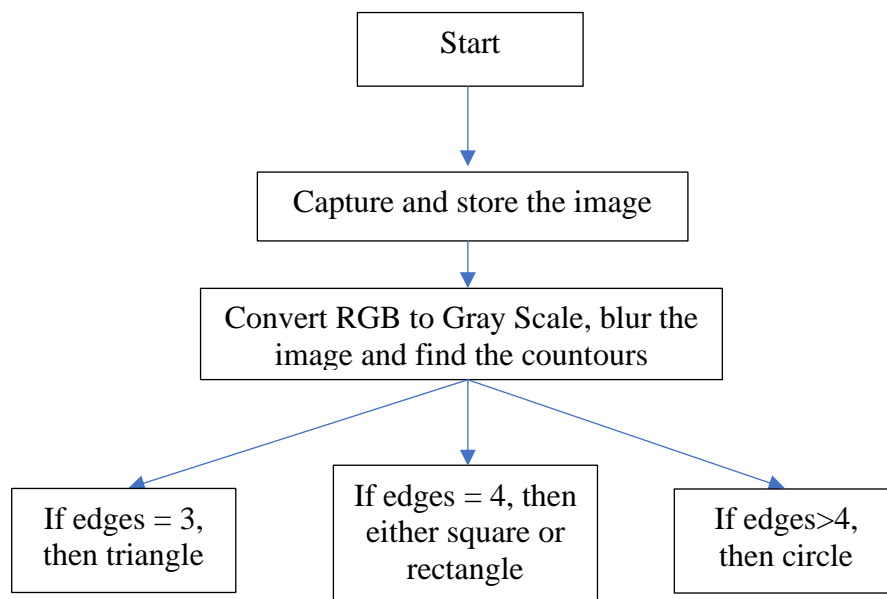 Start
Capture and store the image
Convert RGB to Gray Scale, blur the
image and find the countours
If edges = 3,
then triangle
If edges = 4, then
either square or
rectangle
If edges>4,
then circle